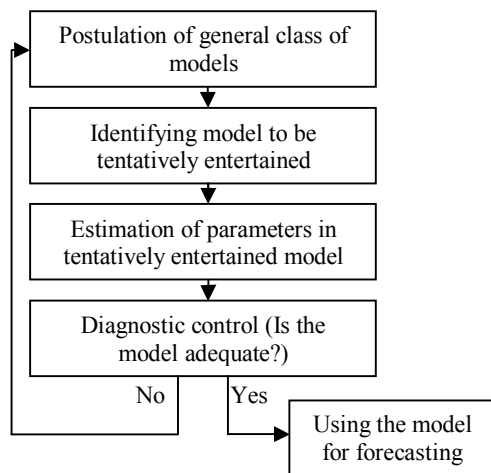 Postulation of general class of
models
Identifying model to be
tentatively entertained
Estimation of parameters in
tentatively entertained model
Diagnostic control (Is the
model adequate?)
No
Yes
Using the model
for forecasting